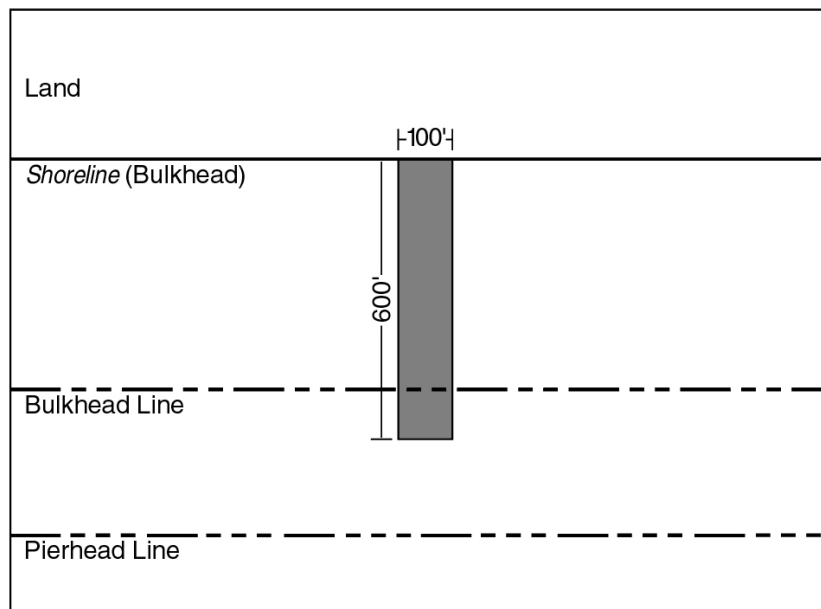 Land
100'
Shoreline (Bulkhead)
600'
Bulkhead Line
Pierhead Line